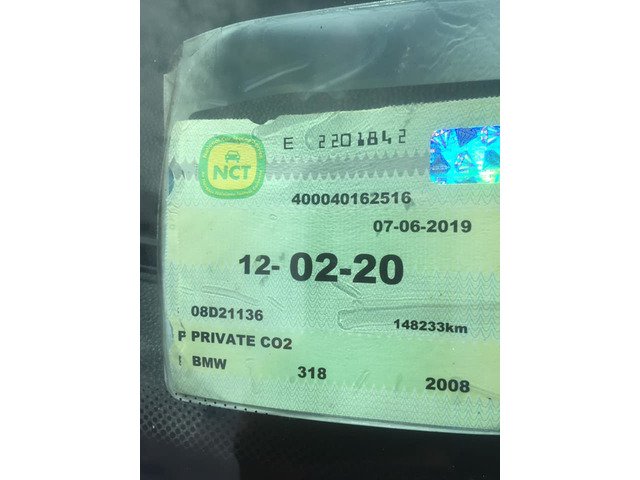 E 2201842
NCT
400040162516
07-06-2019
12- 02-20
08D21136
148233km
P PRIVATE CO2
BMW
318
2008